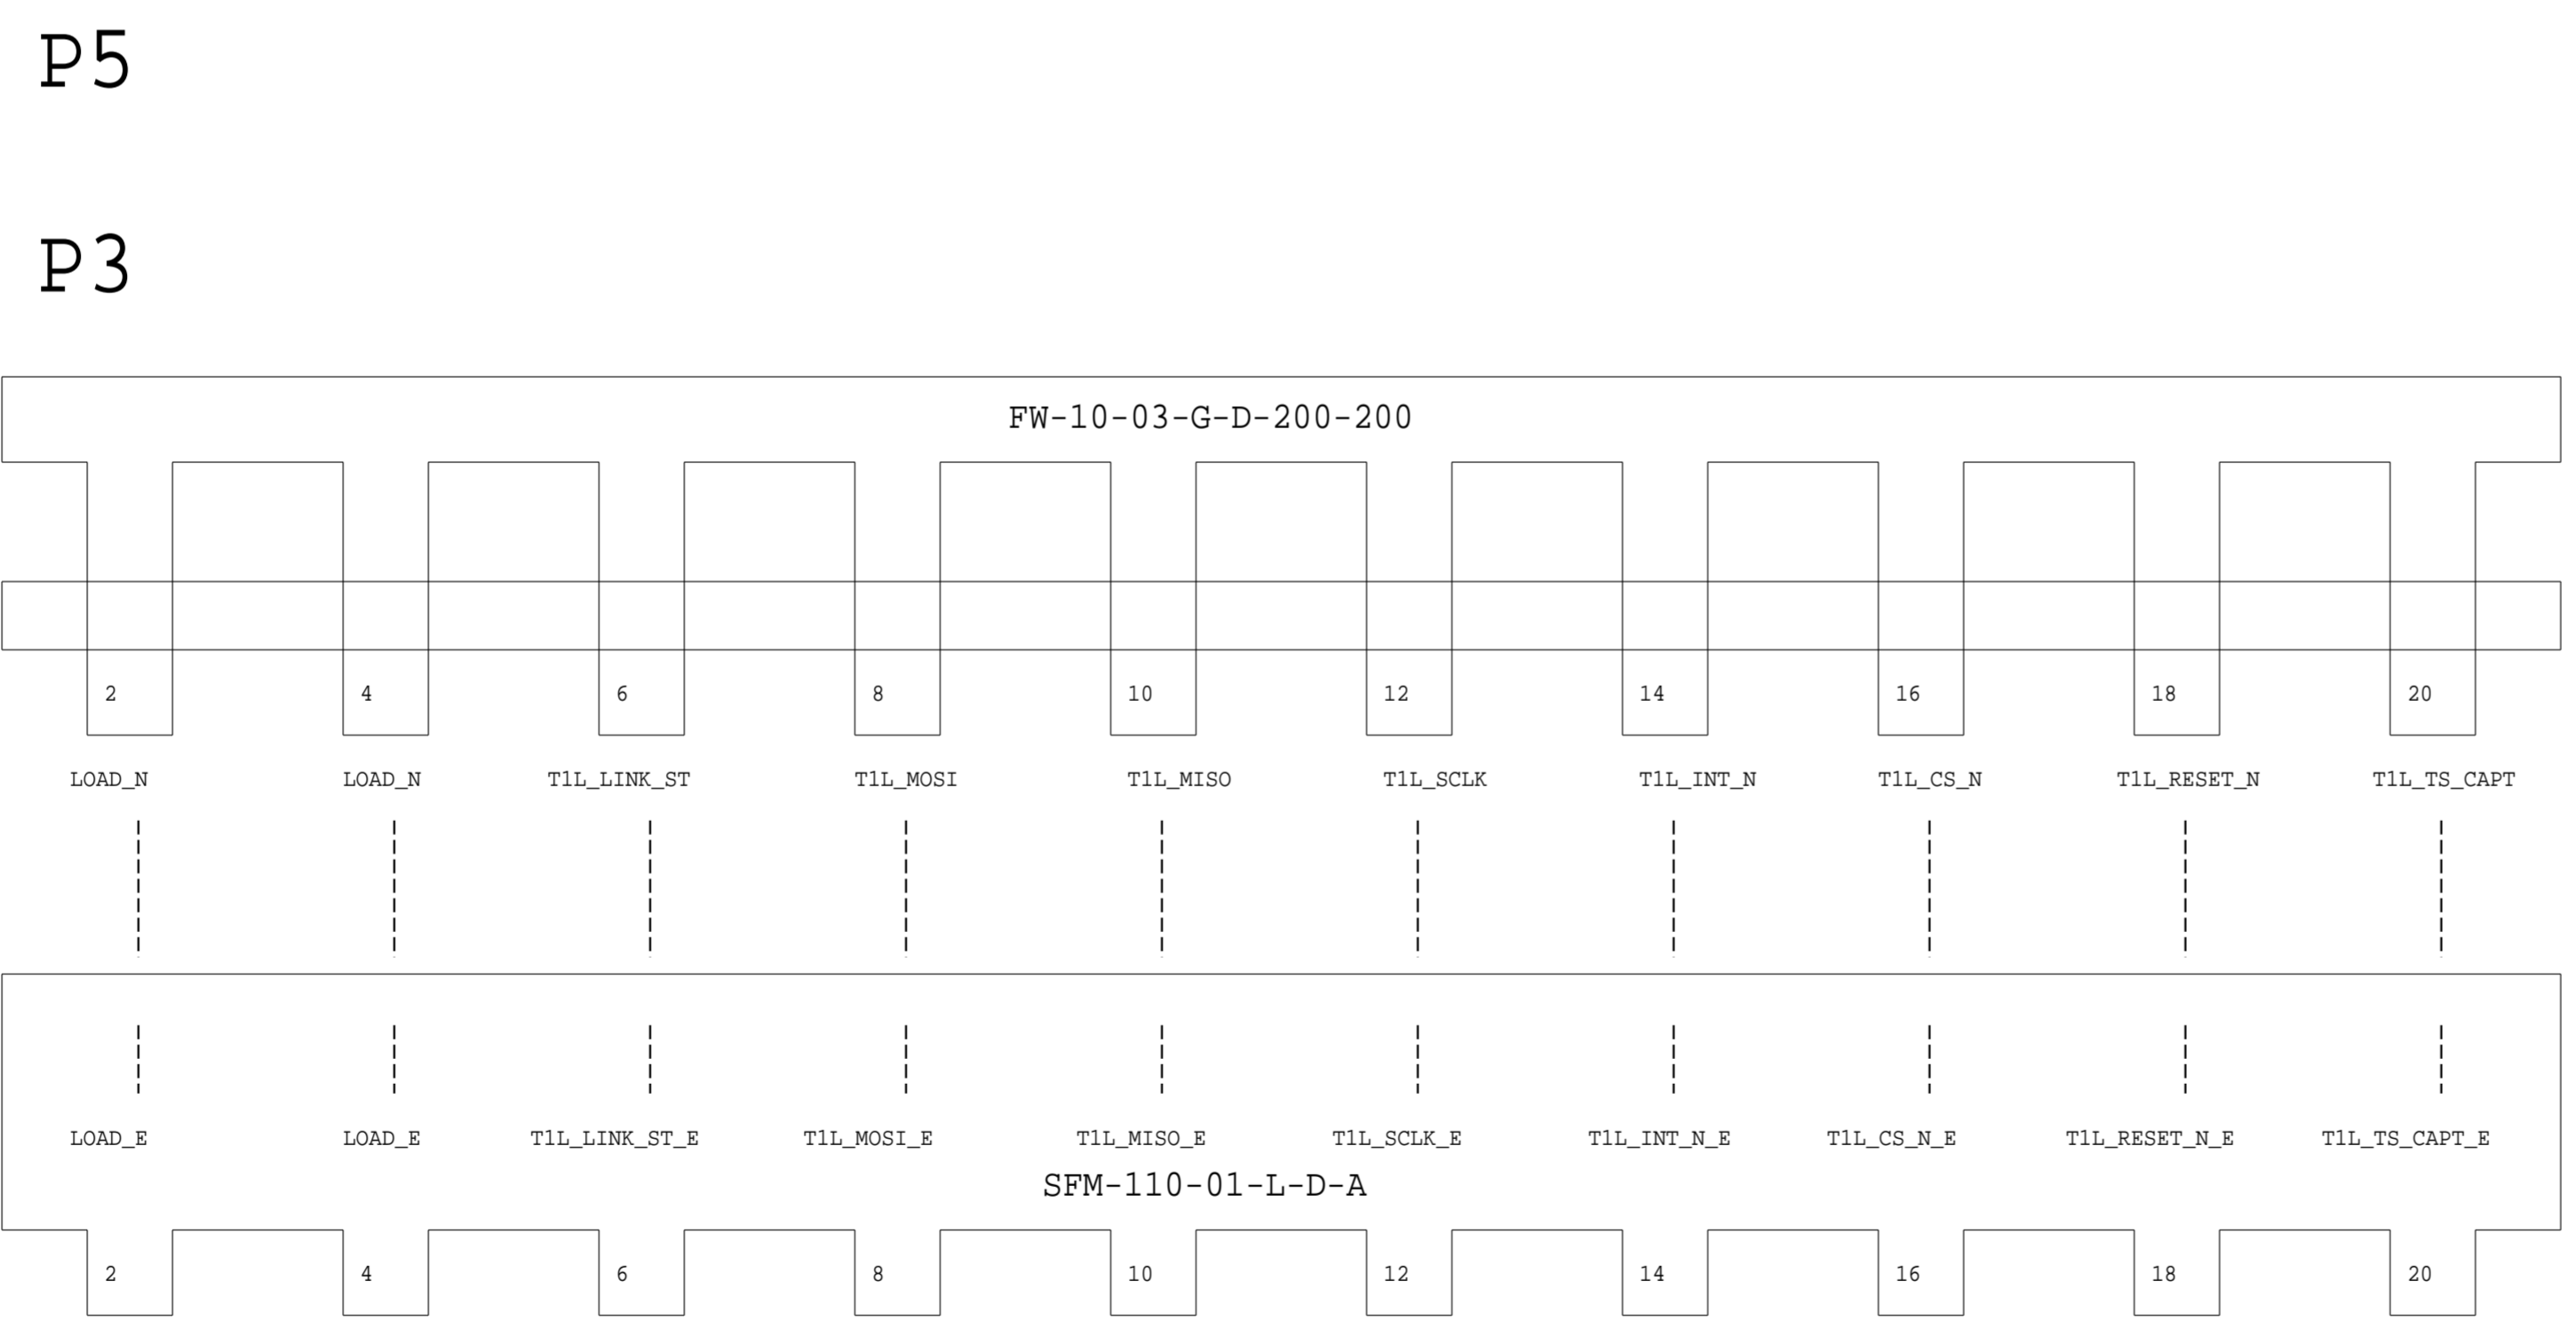 P5
P3
FW-10-03-G-D-200-200
2 4 6 8 10 12 14 16 18 20
LOAD_N LOAD_N T1L_LINK_ST T1L_MOSI T1L_MISO T1L_SCLK T1L_INT_N T1L_CS_N T1L_RESET_N T1L_TS_CAPT
LOAD_E LOAD_E T1L_LINK_ST_E T1L_MOSI_E T1L_MISO_E T1L_SCLK_E T1L_INT_N_E T1L_CS_N_E T1L_RESET_N_E T1L_TS_CAPT_E
SFM-110-01-L-D-A
2 4 6 8 10 12 14 16 18 20